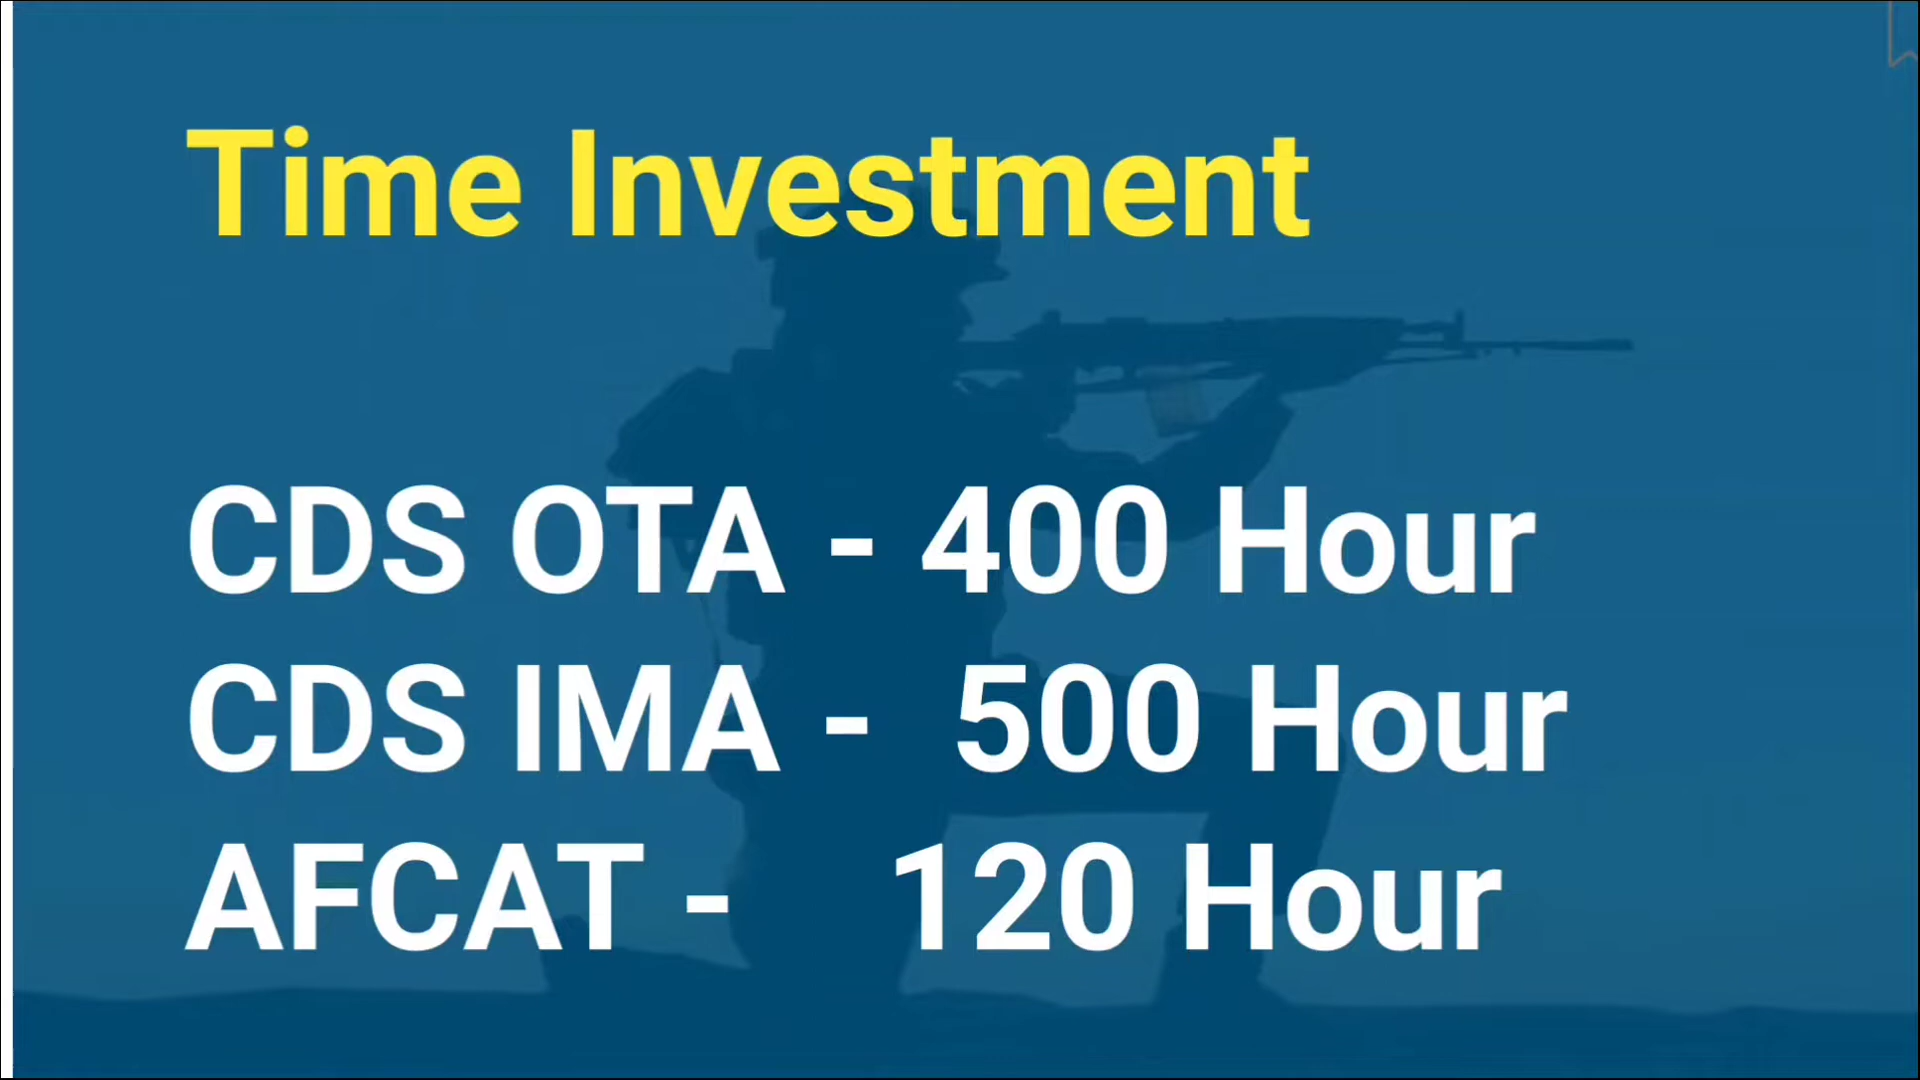 Time Investment
CDS OTA - 400 Hour
CDS IMA - 500 Hour
AFCAT - 120 Hour